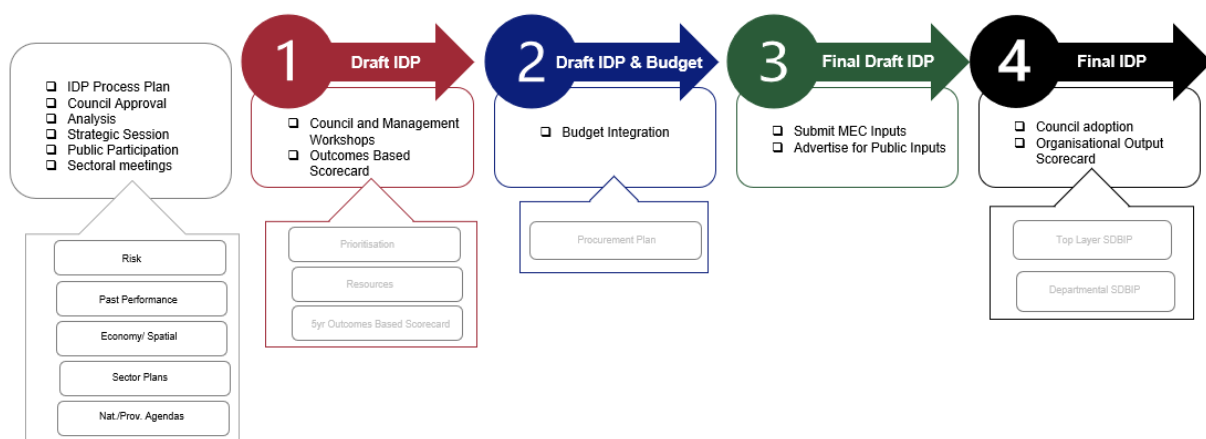 IDP Process Plan
Council Approval
Analysis
Strategic Session
Public Participation
Sectoral meetings
Risk
Past Performance
Economy/ Spatial
Sector Plans
Nat./Prov. Agendas
1
Draft IDP
Council and Management
Workshops
Outcomes Based
Scorecard
Prioritisation
Resources
5yr Outcomes Based Scorecard
2
Draft IDP & Budget
Budget Integration
Procurement Plan
3
Final Draft IDP
Submit MEC Inputs
Advertise for Public Inputs
4
Final IDP
Council adoption
Organisational Output
Scorecard
Top Layer SDBIP
Departmental SDBIP